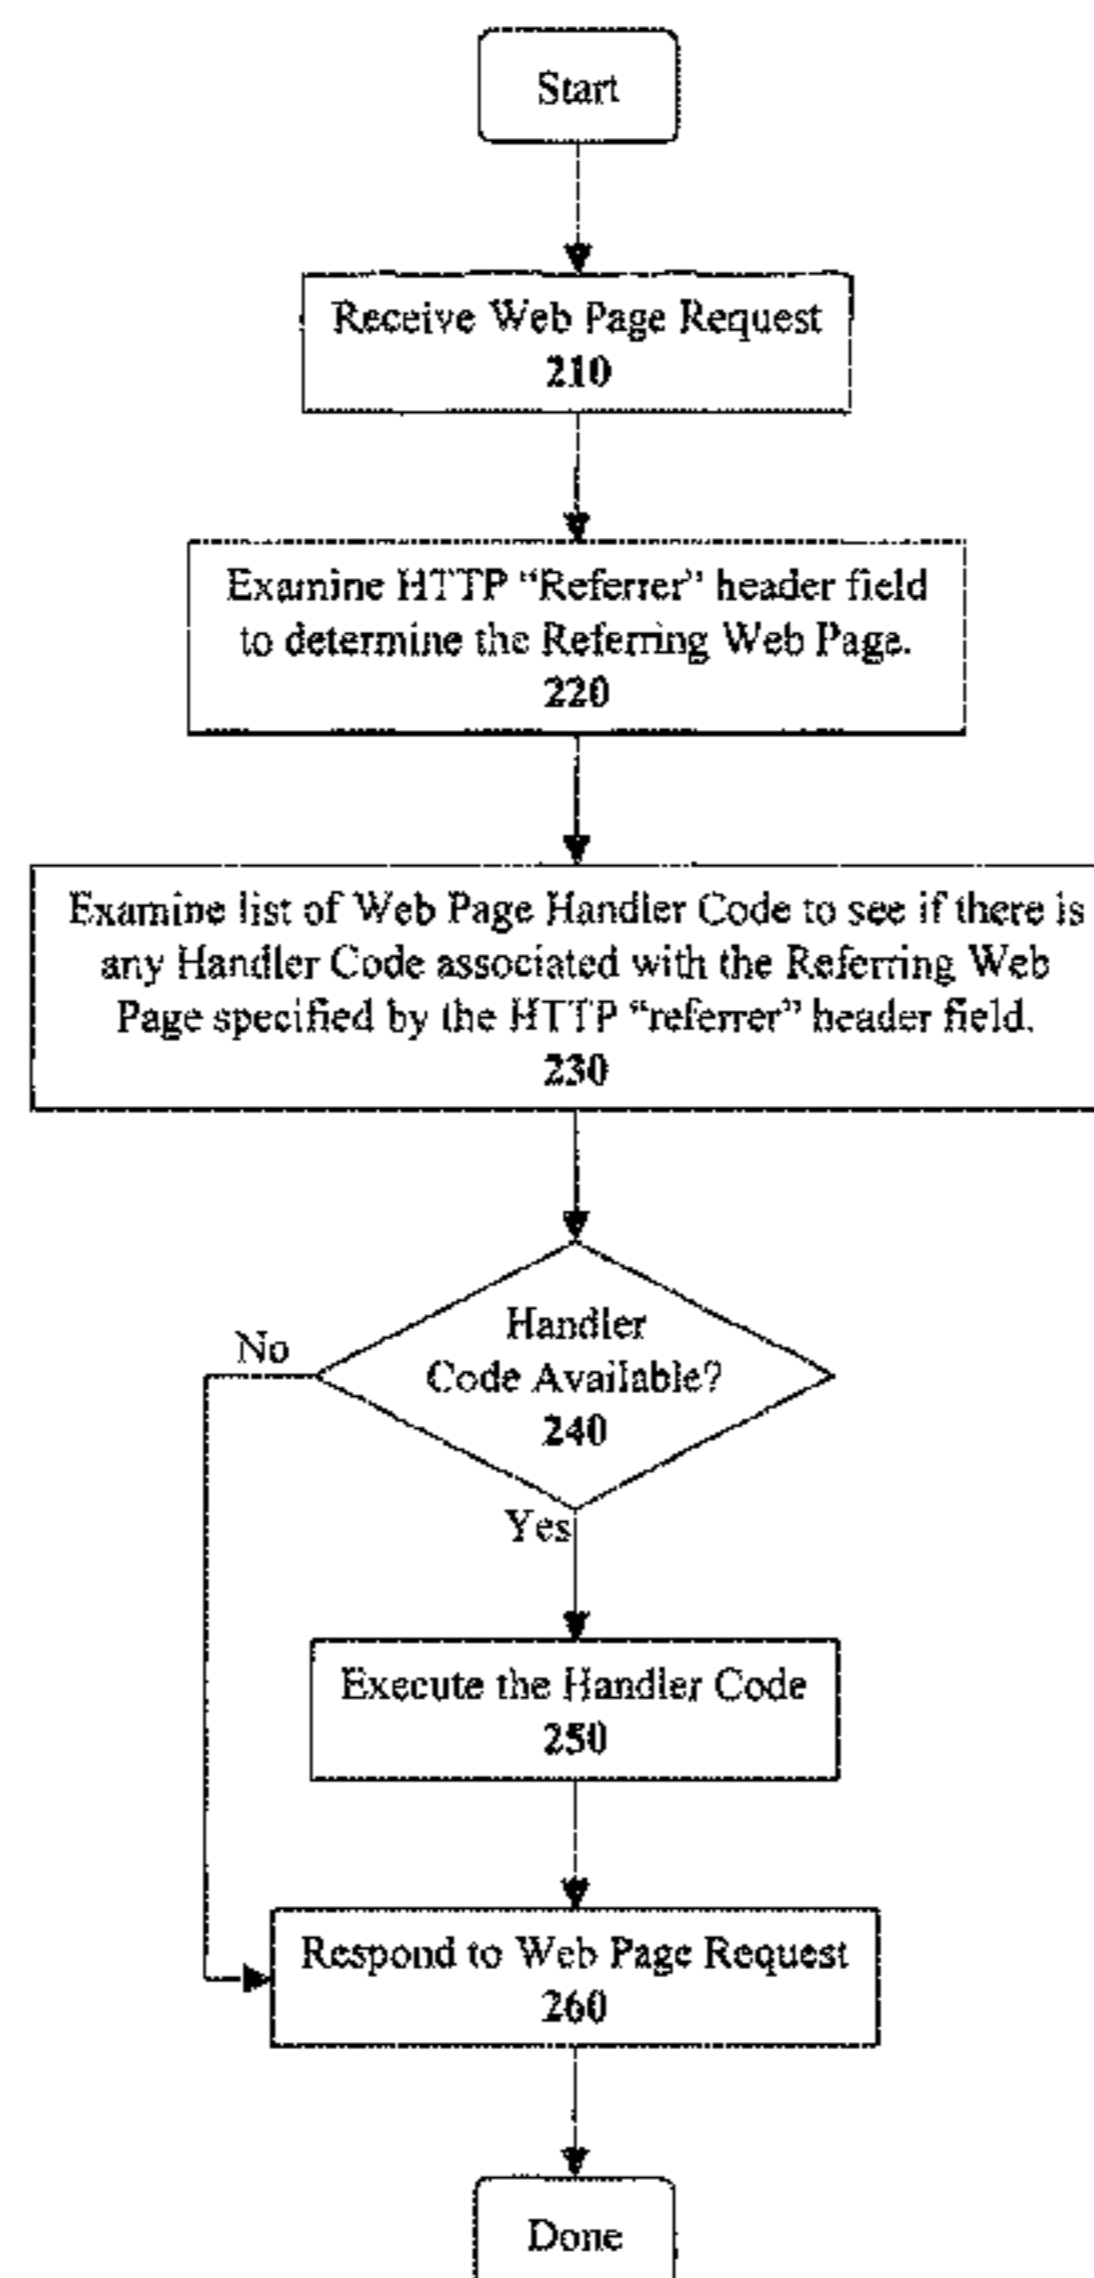 Start
Receive Web Page Request
210
Examine HTTP “Referrer” header field
to determine the Referring Web Page.
220
Examine list of Web Page Handler Code to see if there is
any Handler Code associated with the Referring Web
Page specified by the HTTP “referrer” header field.
230
Handler
No
Code Available?
240
Yes
Execute the Handler Code
250
Respond to Web Page Request
260
Done